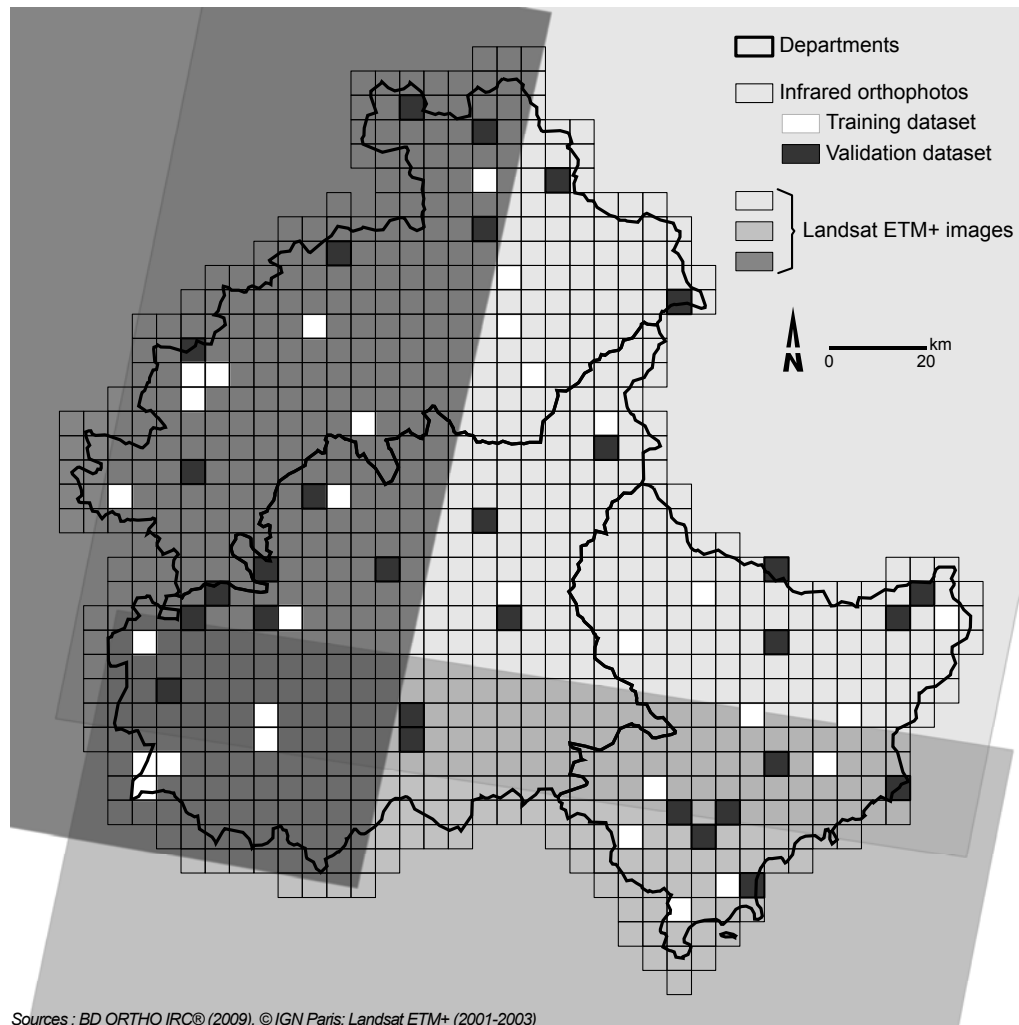 Departments
Infrared orthophotos
Training dataset
Validation dataset
Landsat ETM+ images
N
km
0 20
Sources : BD ORTHO IRC® (2009), © IGN Paris; Landsat ETM+ (2001-2003)